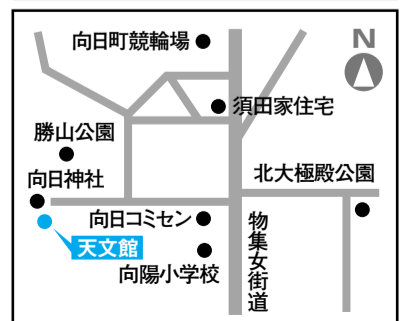 向日町競輪場
N
須田家住宅
勝山公園
向日神社
北大極殿公園
向日コミセン
天文館
向陽小学校
物集女街道